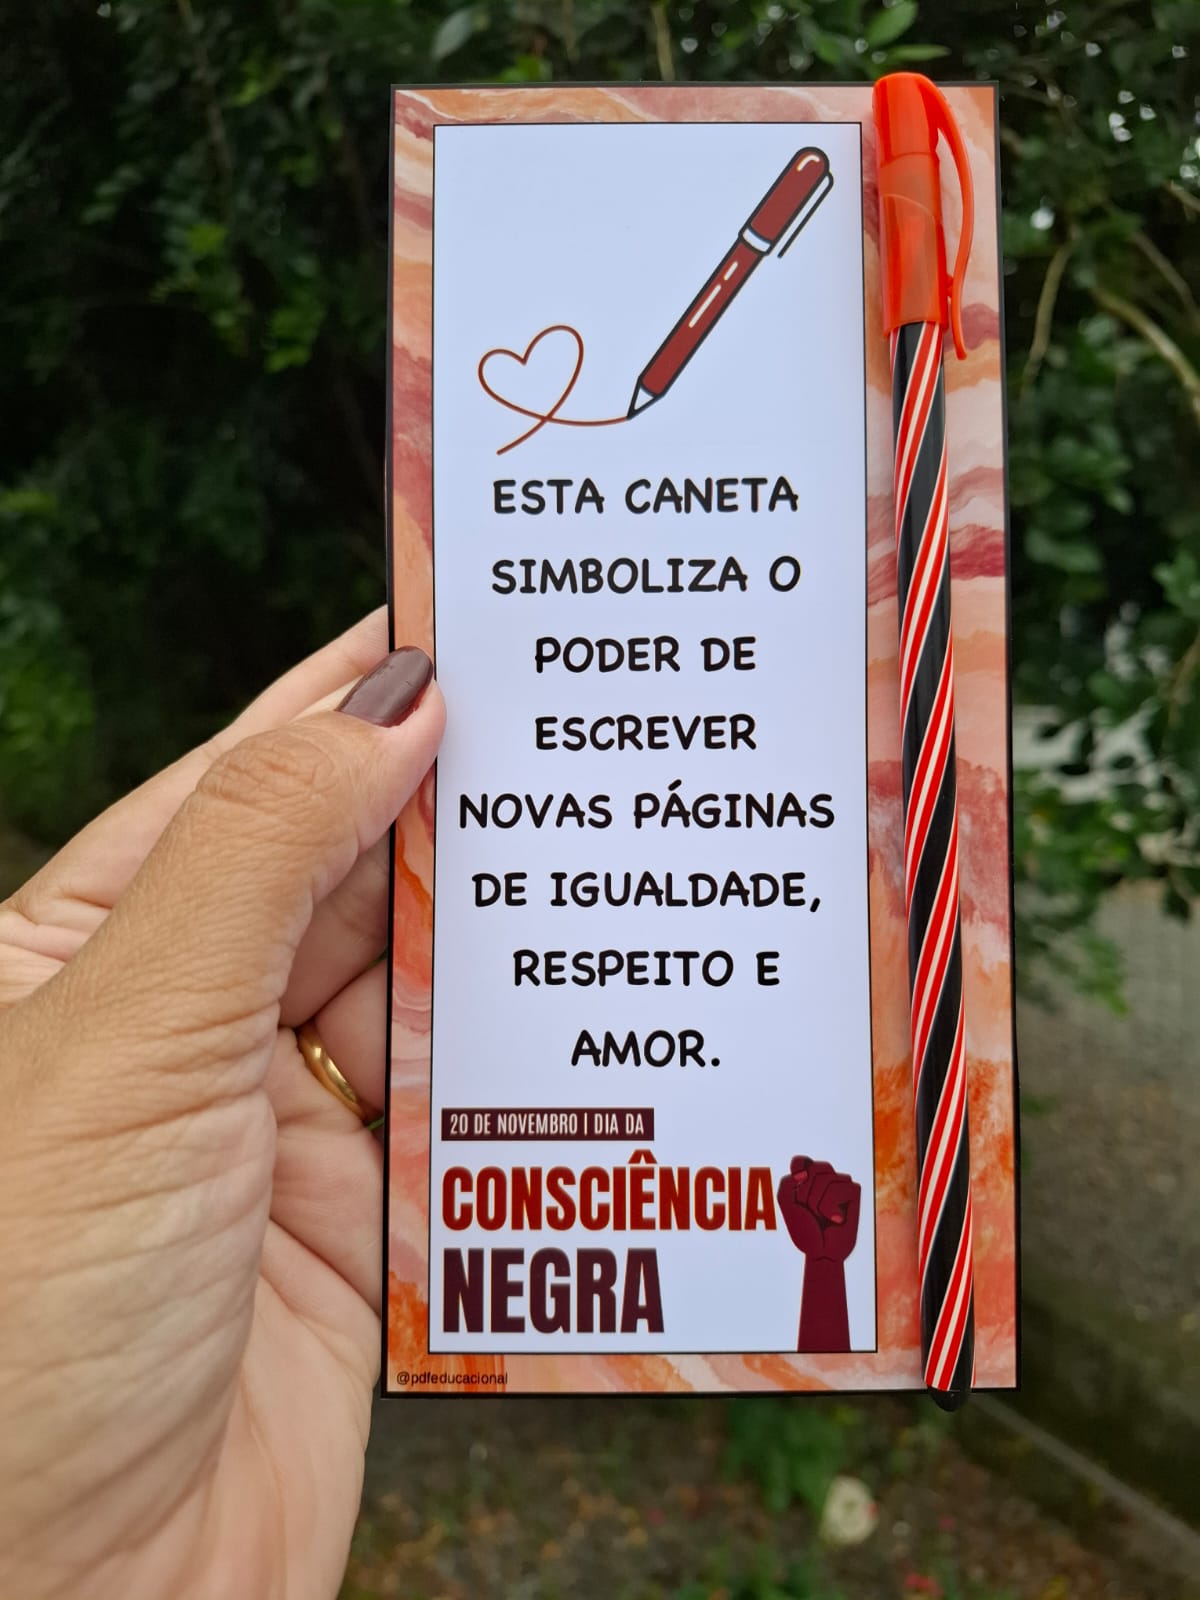 ESTA CANETA
SIMBOLIZA O
PODER DE
ESCREVER
NOVAS PÁGINAS
DE IGUALDADE,
RESPEITO E
AMOR.
20 DE NOVEMBRO | DIA DA
CONSCIÊNCIA
NEGRA
@pdfeducacional